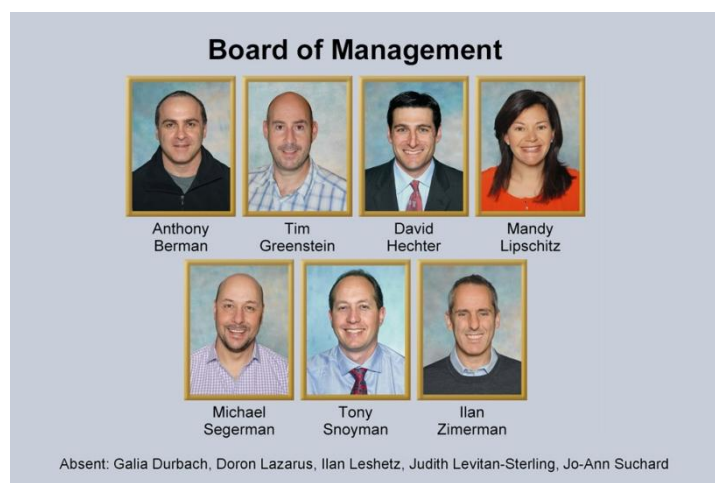 Board of Management
Anthony Berman
Tim Greenstein
David Hechter
Mandy Lipschitz
Michael Segerman
Tony Snoyman
Ilan Zimerman
Absent: Galia Durbach, Doron Lazarus, Ilan Leshetz, Judith Levitan-Sterling, Jo-Ann Suchard